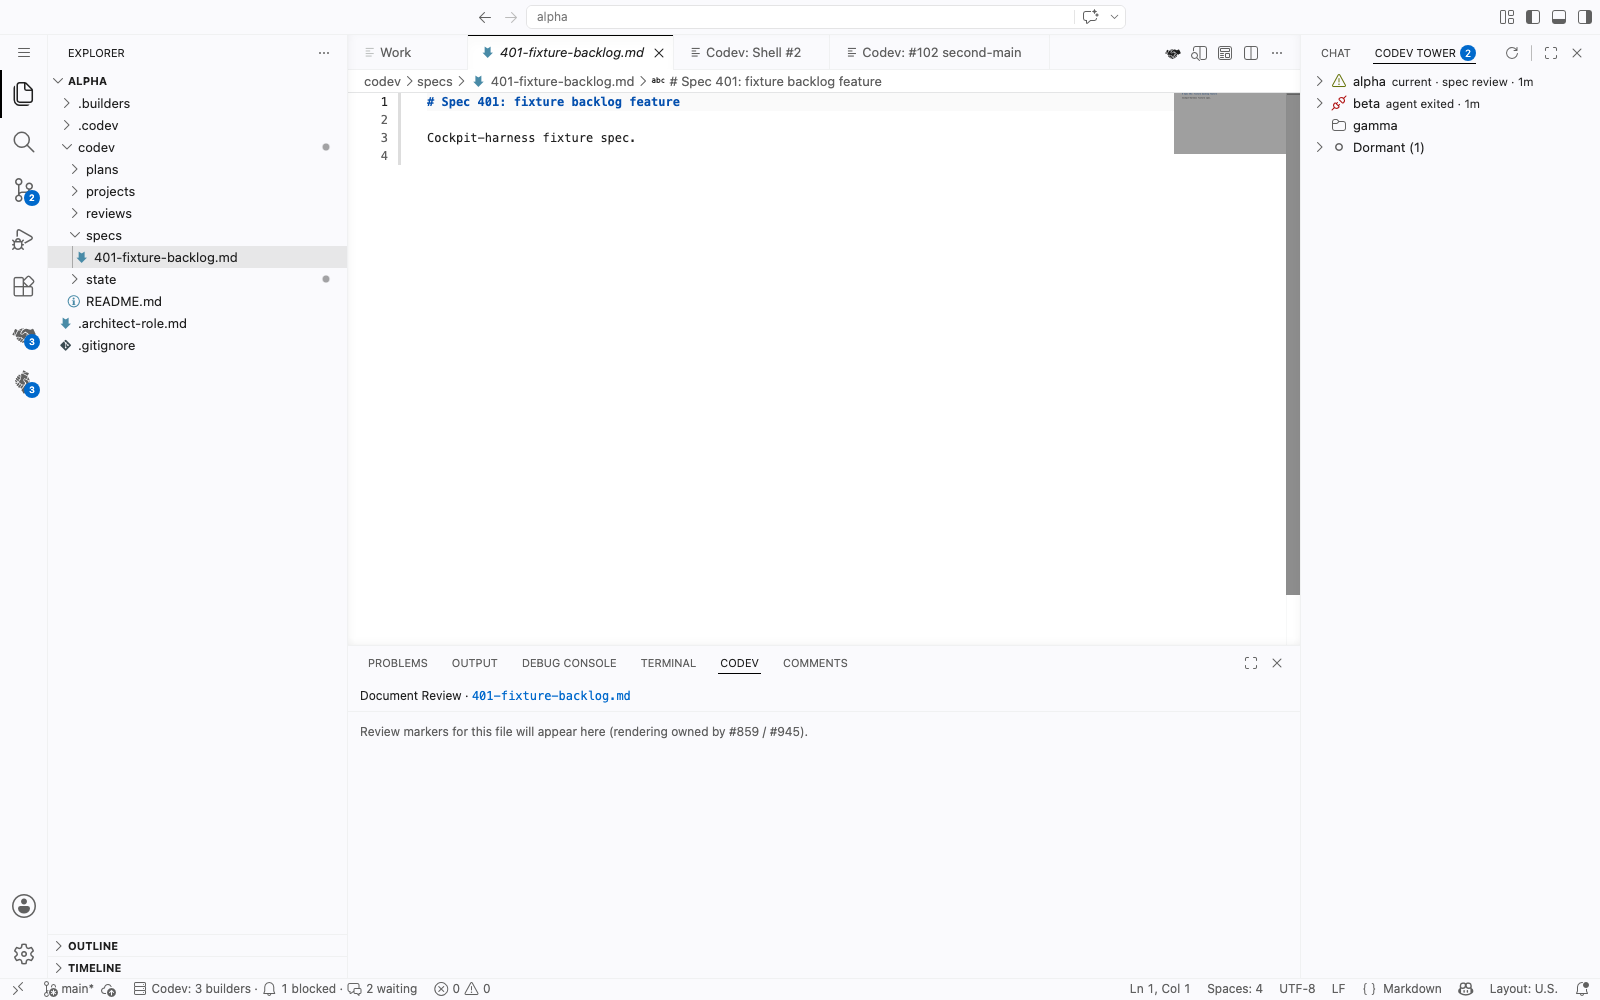 alpha
EXPLORER
ALPHA
.builders
.codev
codev
plans
projects
reviews
specs
401-fixture-backlog.md
state
README.md
.architect-role.md
.gitignore
OUTLINE
TIMELINE
2
3
3
Work
401-fixture-backlog.md
Codev: Shell #2
Codev: #102 second-main
codev > specs > 401-fixture-backlog.md > abc # Spec 401: fixture backlog feature
1 # Spec 401: fixture backlog feature
2
3 Cockpit-harness fixture spec.
4
PROBLEMS OUTPUT DEBUG CONSOLE TERMINAL CODEV COMMENTS
Document Review · 401-fixture-backlog.md
Review markers for this file will appear here (rendering owned by #859 / #945).
CHAT CODEV TOWER 2
alpha current · spec review · 1m
beta agent exited · 1m
gamma
Dormant (1)
main* Codev: 3 builders · 1 blocked · 2 waiting 0 0 Ln 1, Col 1 Spaces: 4 UTF-8 LF { } Markdown Layout: U.S.